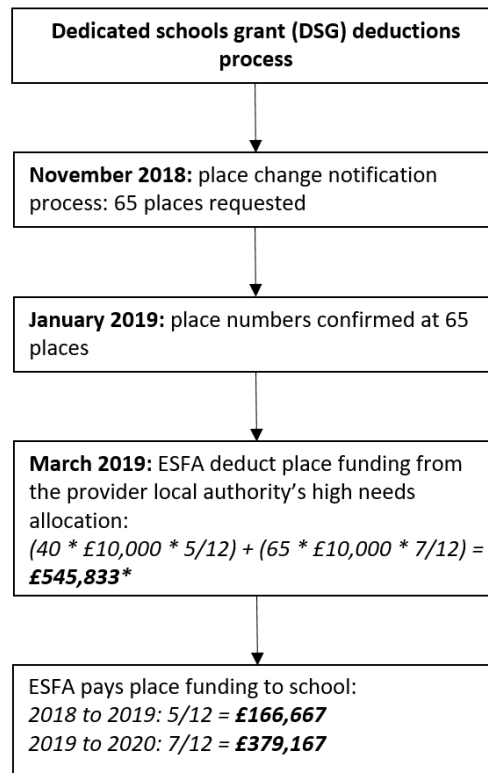 Dedicated schools grant (DSG) deductions
process
November 2018: place change notification
process: 65 places requested
January 2019: place numbers confirmed at 65
places
March 2019: ESFA deduct place funding from
the provider local authority’s high needs
allocation:
(40 * £10,000 * 5/12) + (65 * £10,000 * 7/12) =
£545,833*
ESFA pays place funding to school:
2018 to 2019: 5/12 = £166,667
2019 to 2020: 7/12 = £379,167